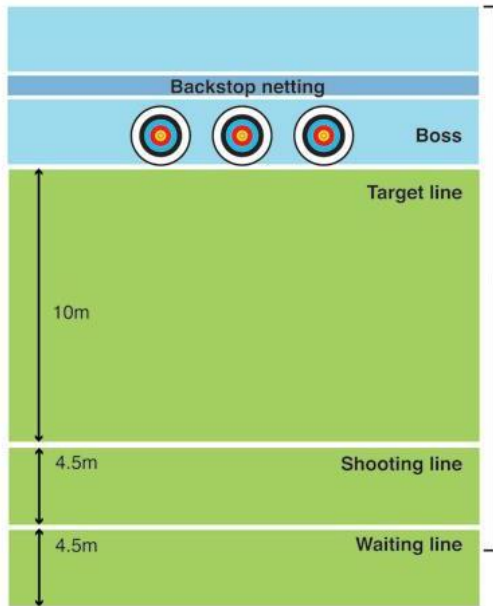 Backstop netting
Boss
Target line
10m
4.5m
Shooting line
4.5m
Waiting line